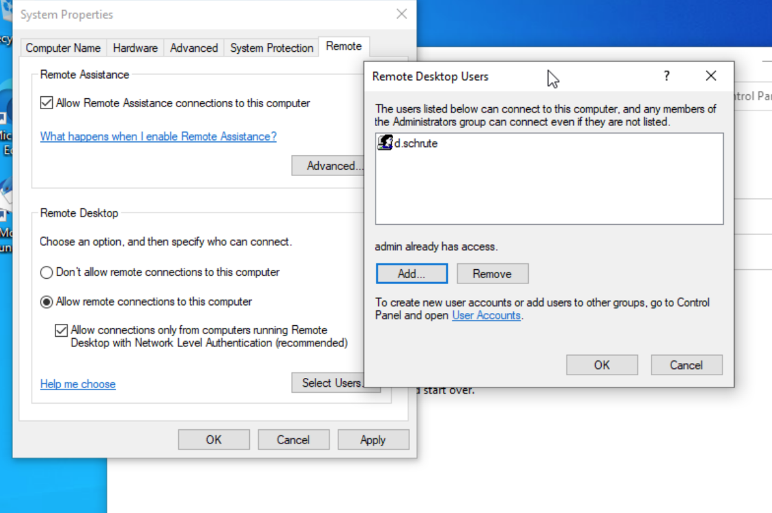 System Properties
Computer Name Hardware Advanced System Protection Remote
Remote Assistance
Allow Remote Assistance connections to this computer
What happens when I enable Remote Assistance?
Advanced...
Remote Desktop
Choose an option, and then specify who can connect.
Don't allow remote connections to this computer
Allow remote connections to this computer
Allow connections only from computers running Remote
Desktop with Network Level Authentication (recommended)
Help me choose
Select Users...
OK Cancel Apply
Remote Desktop Users
?
The users listed below can connect to this computer, and any members of
the Administrators group can connect even if they are not listed.
d.schrute
admin already has access.
Add... Remove
To create new user accounts or add users to other groups, go to Control
Panel and open User Accounts.
OK Cancel
start over.